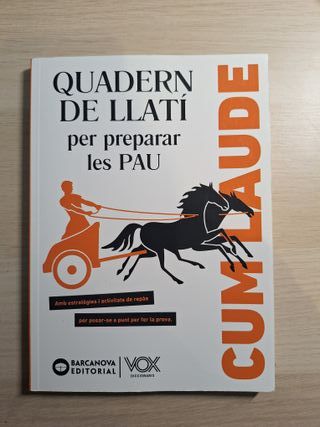 QUADERN
DE LLATÍ
per preparar
les PAU
CUM LAUDE
Amb estratègies i activitats de repàs
per posar-se a punt per fer la prova.
BARCANOVA
EDITORIAL
VOX
DICCIONARIS